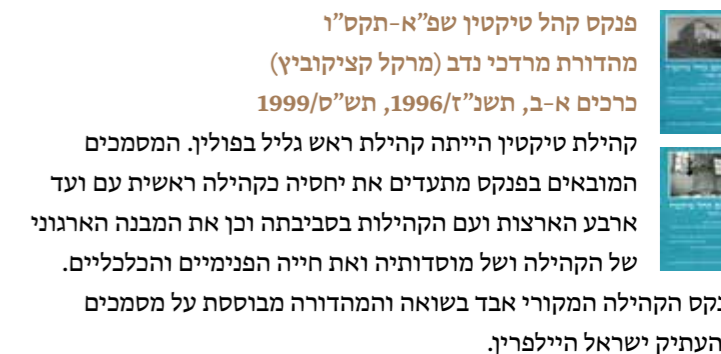 פנקס קהל טיקטין שפ”א-תקס”ו
מהדורת מרדכי נדב (מרקל קציקוביץ)
כרכים א-ב, תשנ”ז/1996, תש”ס/1999
קהילת טיקטין הייתה קהילת ראש גליל בפולין. המסמכים
המובאים בפנקס מתעדים את יחסיה כקהילה ראשית עם ועד
ארבע הארצות ועם הקהילות בסביבתה וכן את המבנה הארגוני
של הקהילה ושל מוסדותיה ואת חייה הפנימיים והכלכליים.
הקהילה המקורי אבד בשואה והמהדורה מבוססת על מסמכים
העתיק ישראל היילפרין.